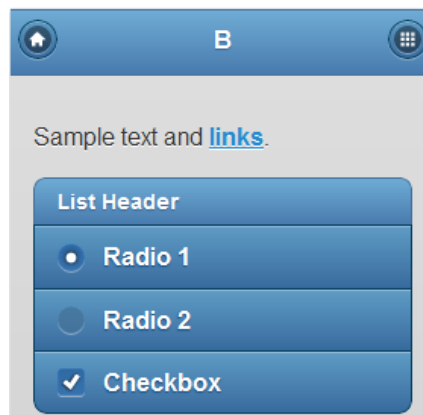 B
Sample text and links.
List Header
Radio 1
Radio 2
Checkbox